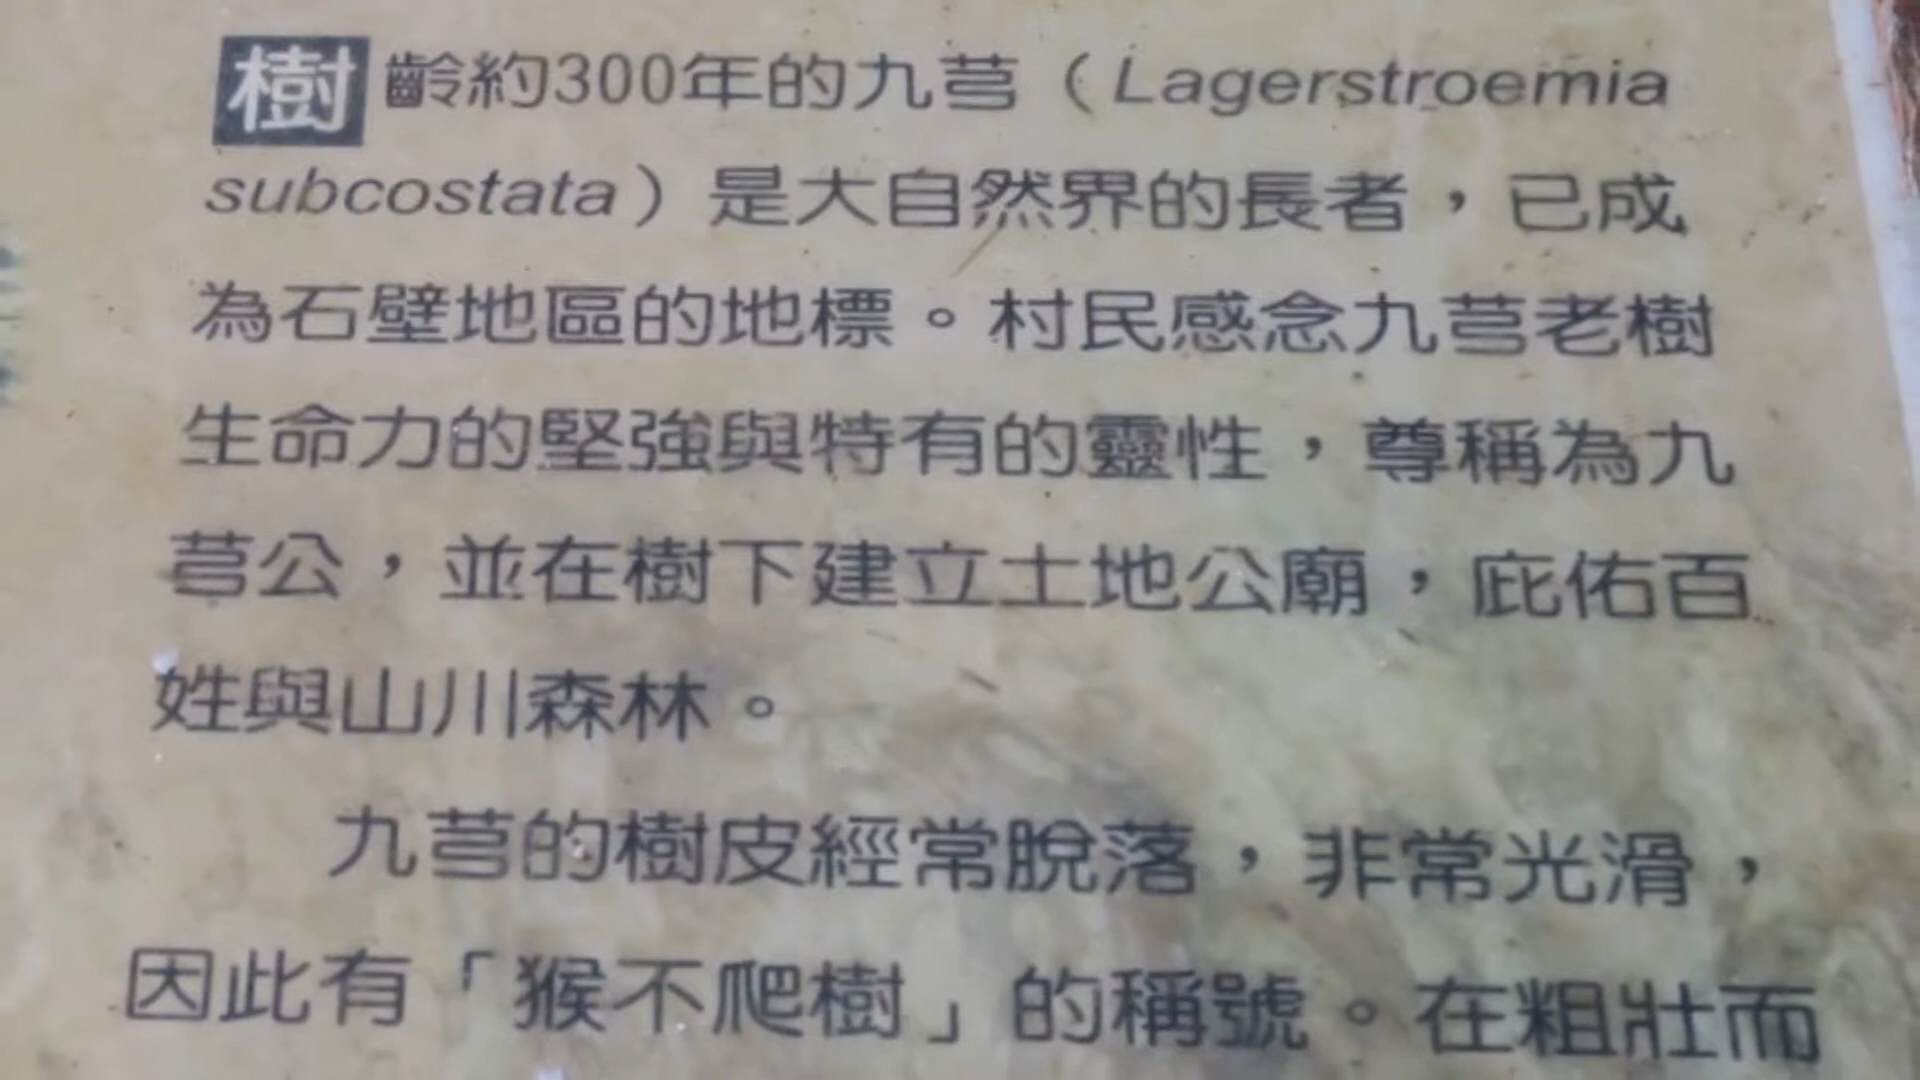 樹齡約300年的九芎（Lagerstroemia
subcostata）是大自然界的長者，已成
為石壁地區的地標。村民感念九芎老樹
生命力的堅強與特有的靈性，尊稱為九
芎公，並在樹下建立土地公廟，庇佑百
姓與山川森林。
九芎的樹皮經常脫落，非常光滑，
因此有「猴不爬樹」的稱號。在粗壯而